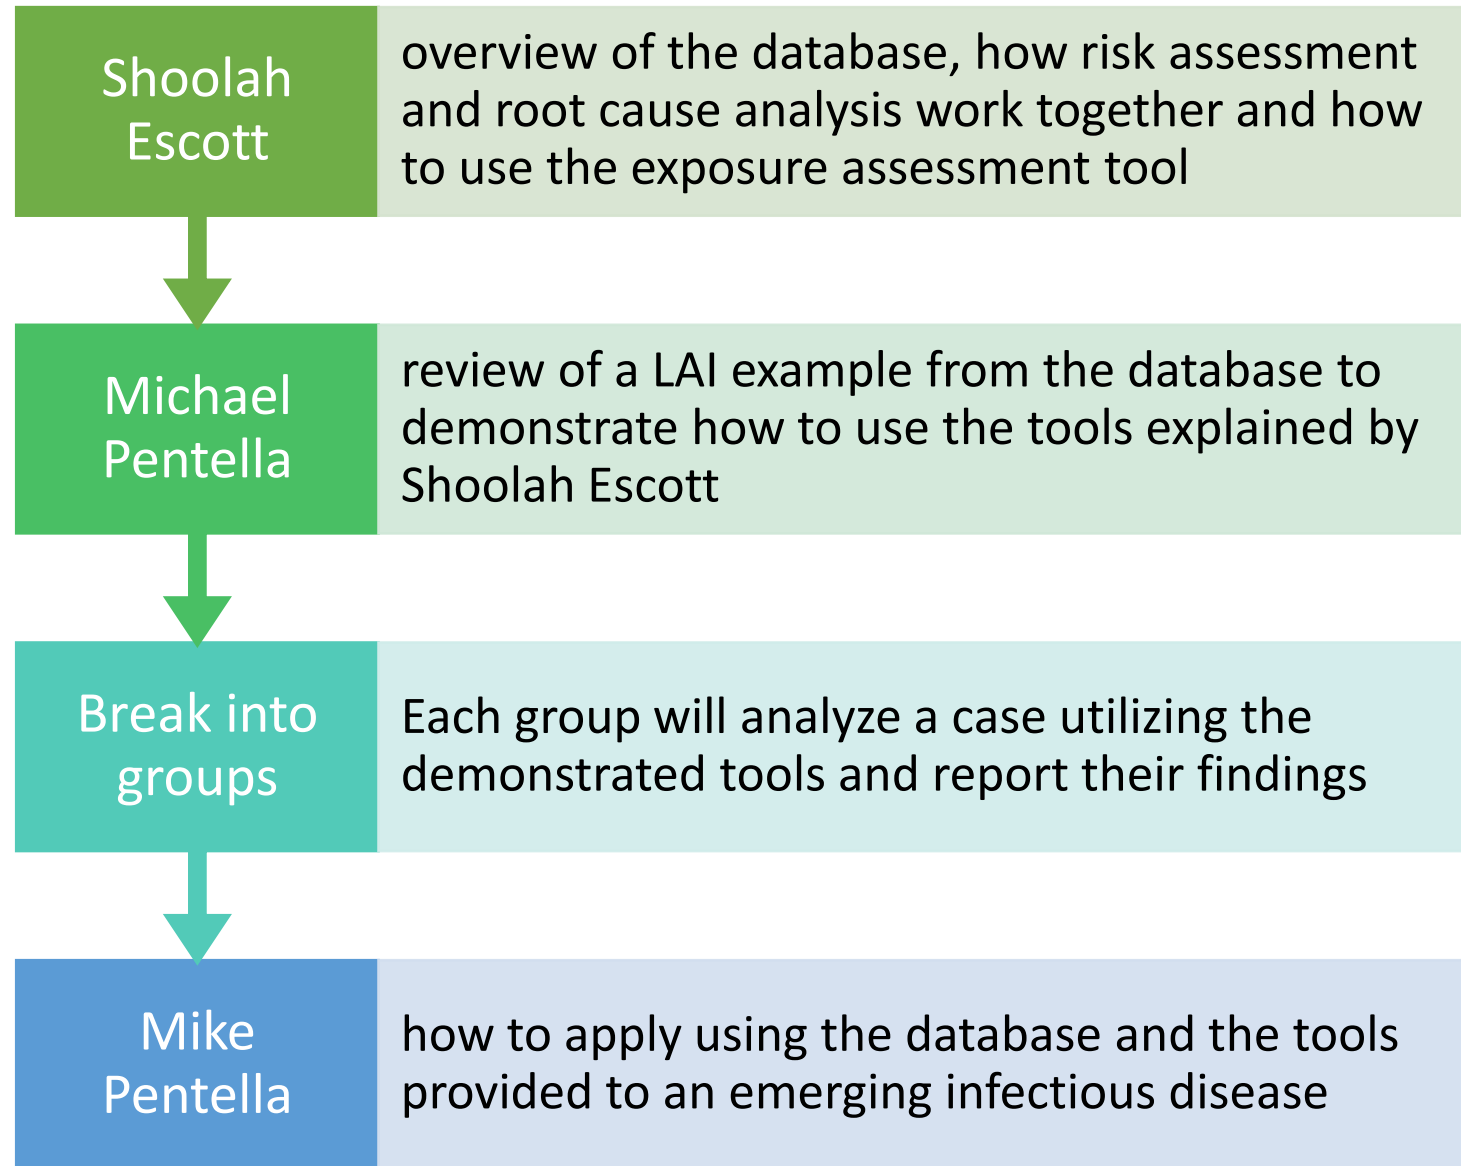 Shoolah
Escott
overview of the database, how risk assessment
and root cause analysis work together and how
to use the exposure assessment tool
Michael
Pentella
review of a LAI example from the database to
demonstrate how to use the tools explained by
Shoolah Escott
Break into
groups
Each group will analyze a case utilizing the
demonstrated tools and report their findings
Mike
Pentella
how to apply using the database and the tools
provided to an emerging infectious disease